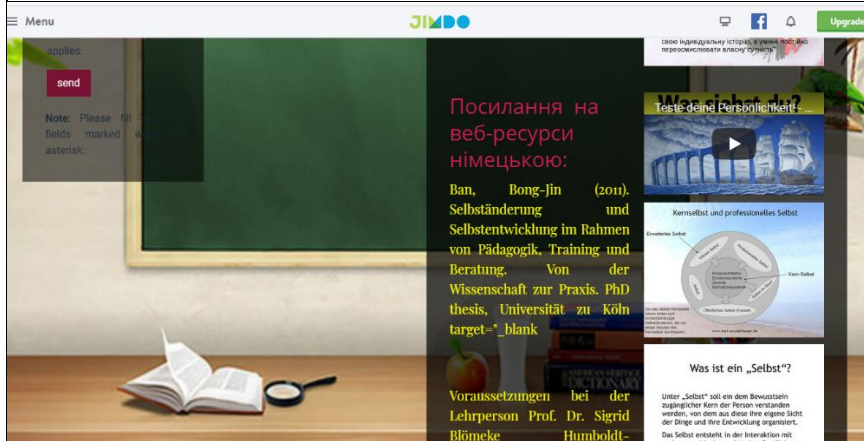 Menu
JIMDO
Upgrade
applies.
send
Note: Please fill
fields marked
asterisk.
Посилання на
веб-ресурси
німецькою:
Ban, Bong-Jin (2011).
Selbständerung und
Selbstentwicklung im Rahmen
von Pädagogik, Training und
Beratung. Von der
Wissenschaft zur Praxis. PhD
thesis, Universität zu Köln
target="_blank
Voraussetzungen bei der
Lehrperson Prof. Dr. Sigrid
Blömeke Humboldt-
AMERICAN HERITAGE
DICTIONARY
свою індивідуальну історію, в умінні постійно
переосмислювати власну сутність"
Teste deine Persönlichkeit! - ...
Kernselbst und professionelles Selbst
Kern-Selbst
Was ist ein „Selbst“?
Unter „Selbst“ soll ein dem Bewusstsein
zugänglicher Kern der Person verstanden
werden, von dem aus diese ihre eigene Sicht
der Dinge und ihre Entwicklung organisiert.
Das Selbst entsteht in der Interaktion mit